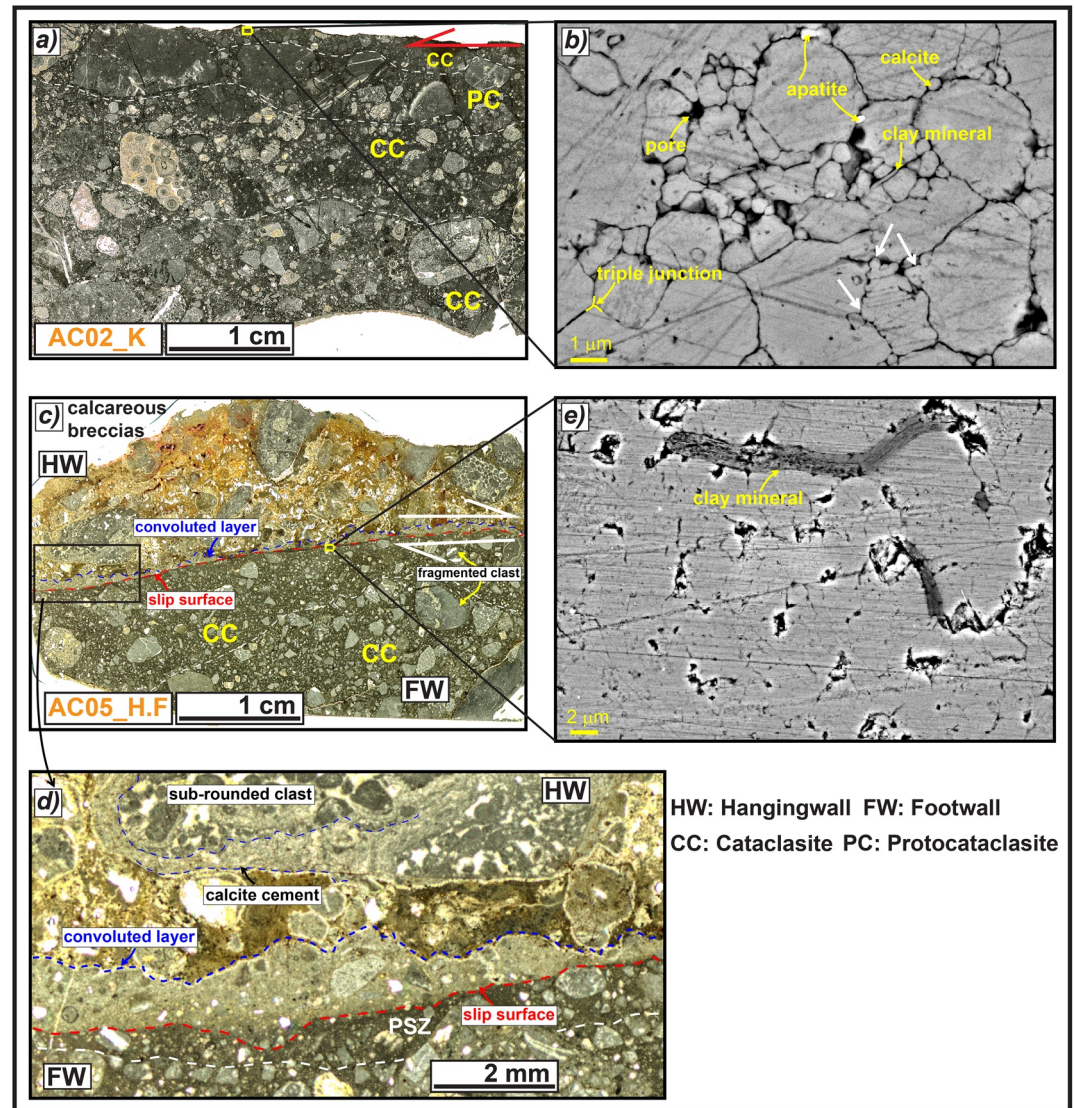 a)
CC
PC
CC
CC
AC02_K
1 cm
b)
apatite
calcite
clay mineral
pore
triple junction
1 µm
c)
calcareous
breccias
HW
convoluted layer
slip surface
fragmented clast
CC
CC
FW
AC05_H.F
1 cm
e)
clay mineral
2 µm
d)
sub-rounded clast
HW
calcite cement
convoluted layer
slip surface
PSZ
FW
2 mm
HW: Hangingwall FW: Footwall
CC: Cataclasite PC: Protocataclasite